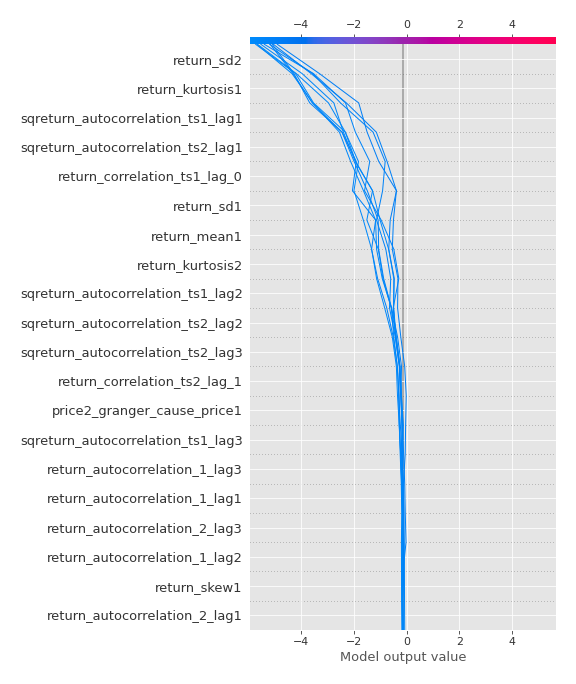 −4 −2 0 2 4
return_sd2
return_kurtosis1
sqreturn_autocorrelation_ts1_lag1
sqreturn_autocorrelation_ts2_lag1
return_correlation_ts1_lag_0
return_sd1
return_mean1
return_kurtosis2
sqreturn_autocorrelation_ts1_lag2
sqreturn_autocorrelation_ts2_lag2
sqreturn_autocorrelation_ts2_lag3
return_correlation_ts2_lag_1
price2_granger_cause_price1
sqreturn_autocorrelation_ts1_lag3
return_autocorrelation_1_lag3
return_autocorrelation_1_lag1
return_autocorrelation_2_lag3
return_autocorrelation_1_lag2
return_skew1
return_autocorrelation_2_lag1
−4 −2 0 2 4
Model output value